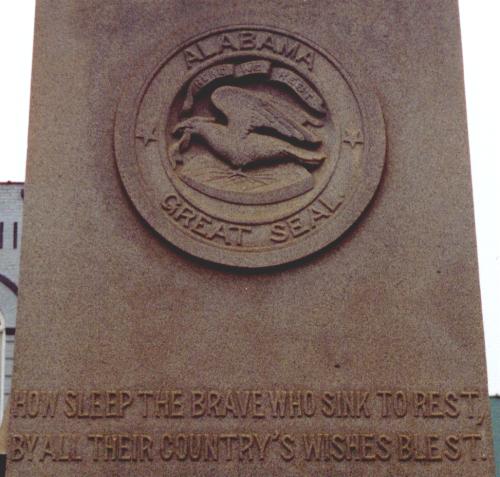 ALABAMA
HERE WE REST
GREAT SEAL
HOW SLEEP THE BRAVE WHO SINK TO REST,
BY ALL THEIR COUNTRY'S WISHES BLEST.